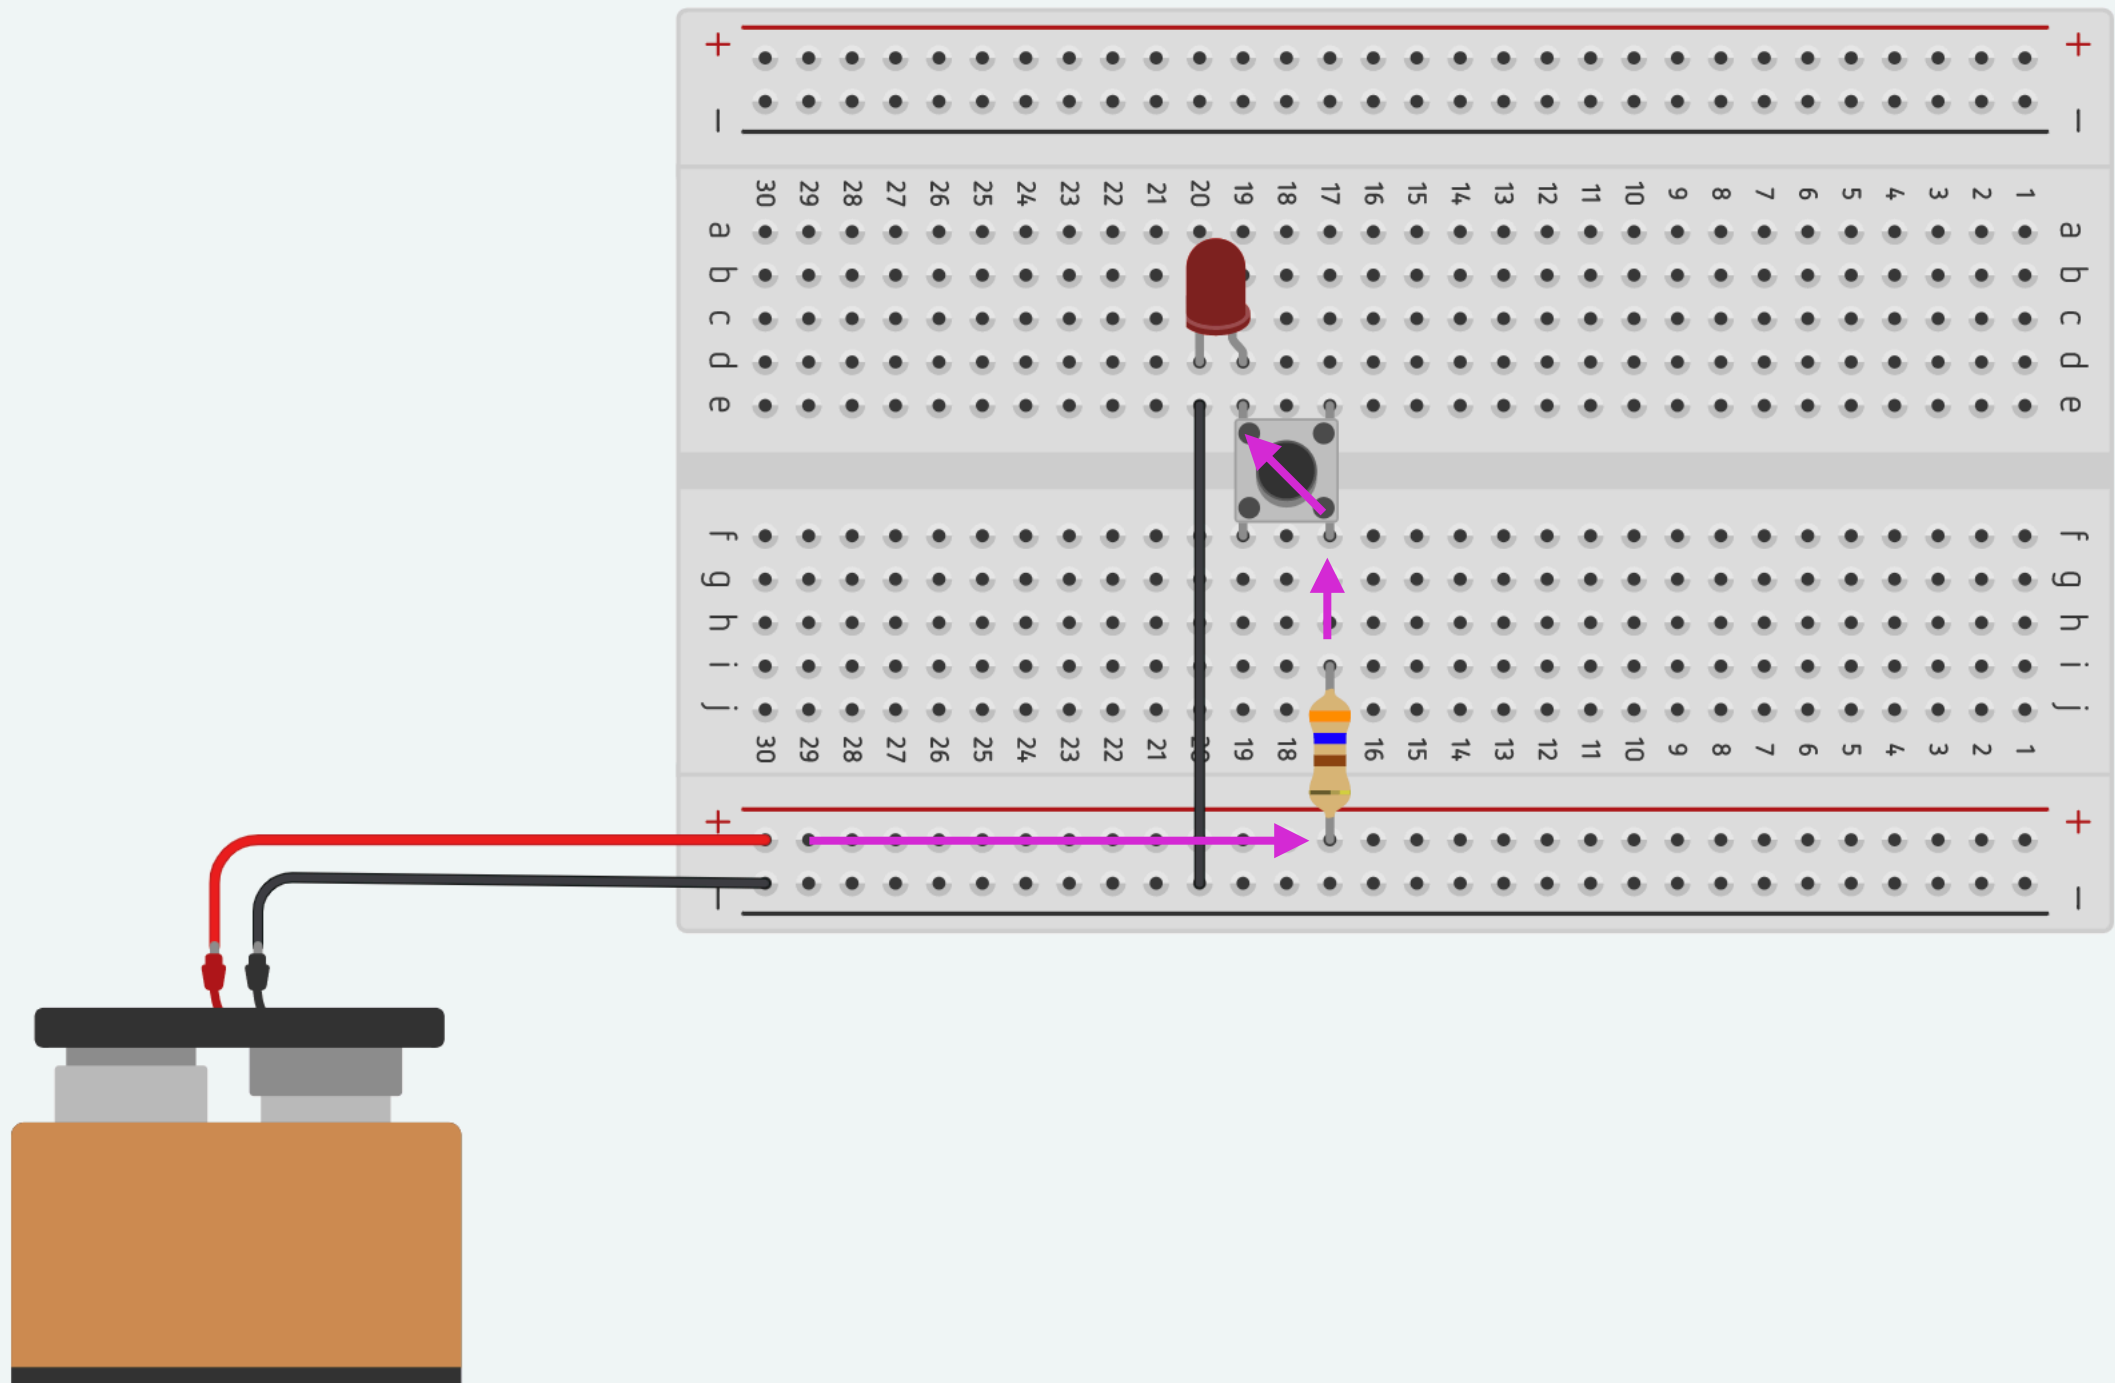 + +
− −
30 29 28 27 26 25 24 23 22 21 20 19 18 17 16 15 14 13 12 11 10 9 8 7 6 5 4 3 2 1
a a
b b
c c
d d
e e
f f
g g
h h
i i
j j
30 29 28 27 26 25 24 23 22 21 19 18 16 15 14 13 12 11 10 9 8 7 6 5 4 3 2 1
+ +
− −